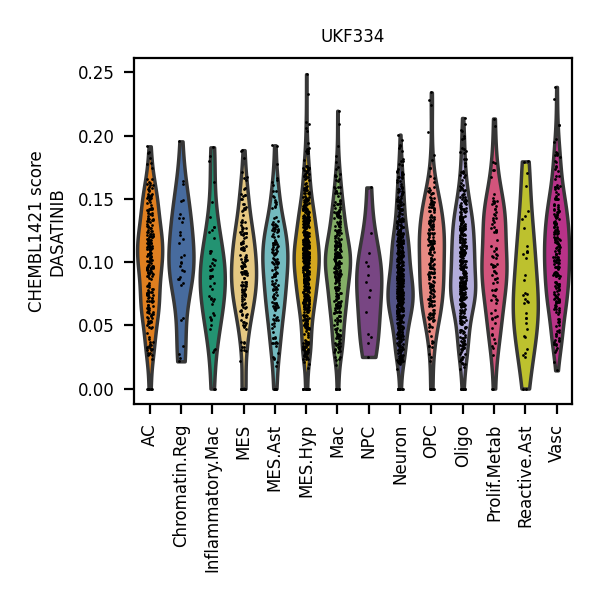 UKF334
CHEMBL1421 score
DASATINIB
0.25
0.20
0.15
0.10
0.05
0.00
AC
Chromatin.Reg
Inflammatory.Mac
MES
MES.Ast
MES.Hyp
Mac
NPC
Neuron
OPC
Oligo
Prolif.Metab
Reactive.Ast
Vasc